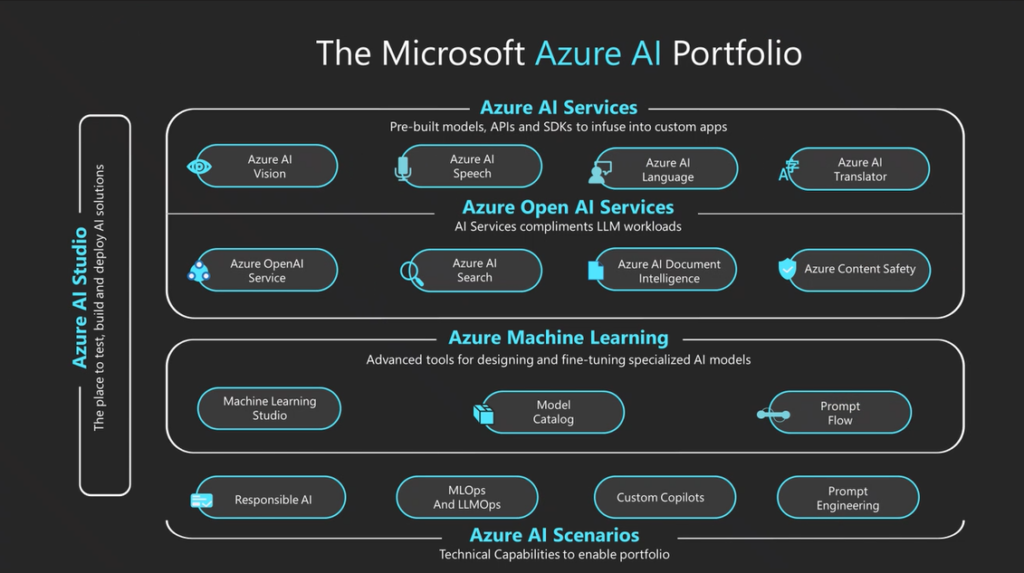 The Microsoft Azure AI Portfolio
Azure AI Studio
The place to test, build and deploy AI solutions
Azure AI Services
Pre-built models, APIs and SDKs to infuse into custom apps
Azure AI
Vision
Azure AI
Speech
Azure AI
Language
Azure AI
Translator
Azure Open AI Services
AI Services compliments LLM workloads
Azure OpenAI
Service
Azure AI
Search
Azure AI Document
Intelligence
Azure Content Safety
Azure Machine Learning
Advanced tools for designing and fine-tuning specialized AI models
Machine Learning
Studio
Model
Catalog
Prompt
Flow
Responsible AI
MLOps
And LLMOps
Custom Copilots
Prompt
Engineering
Azure AI Scenarios
Technical Capabilities to enable portfolio